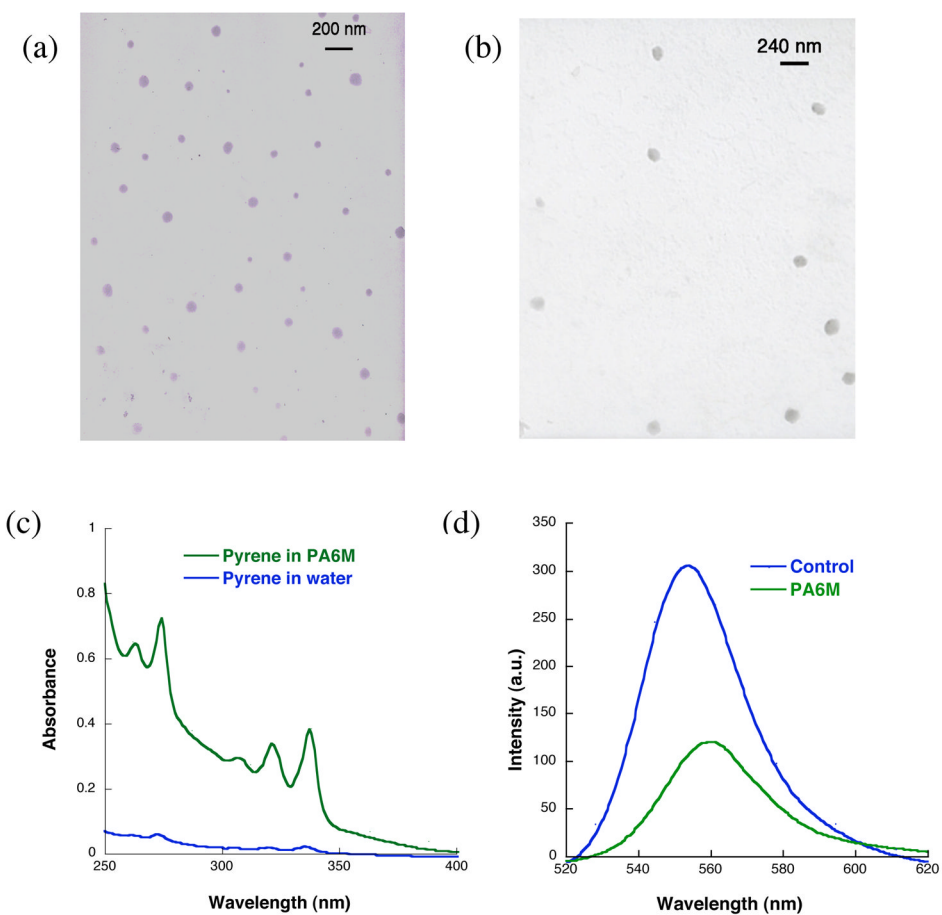 (a)
200 nm
(b)
240 nm
(c)
1
0.8
0.6
0.4
0.2
0
250
300
350
400
Absorbance
Wavelength (nm)
Pyrene in PA6M
Pyrene in water
(d)
350
300
250
200
150
100
50
0
520
540
560
580
600
620
Intensity (a.u.)
Wavelength (nm)
Control
PA6M